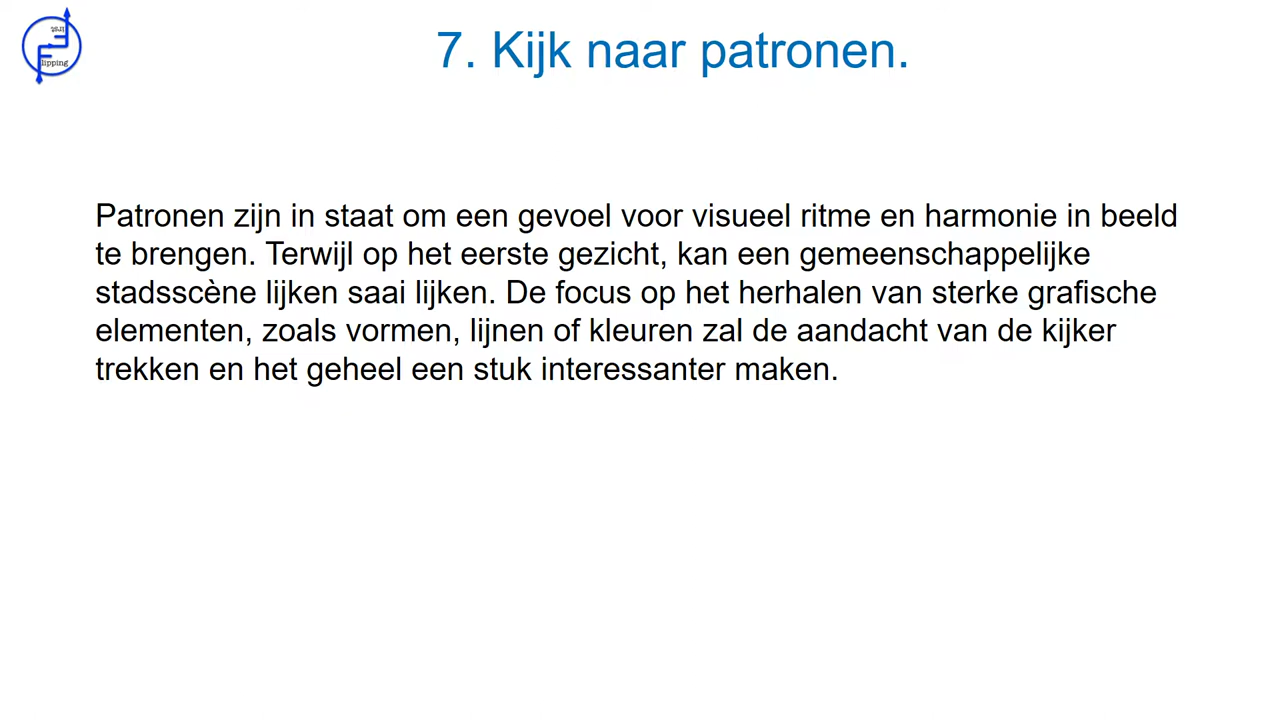 irst
lipping
7. Kijk naar patronen.
Patronen zijn in staat om een gevoel voor visueel ritme en harmonie in beeld
te brengen. Terwijl op het eerste gezicht, kan een gemeenschappelijke
stadsscène lijken saai lijken. De focus op het herhalen van sterke grafische
elementen, zoals vormen, lijnen of kleuren zal de aandacht van de kijker
trekken en het geheel een stuk interessanter maken.